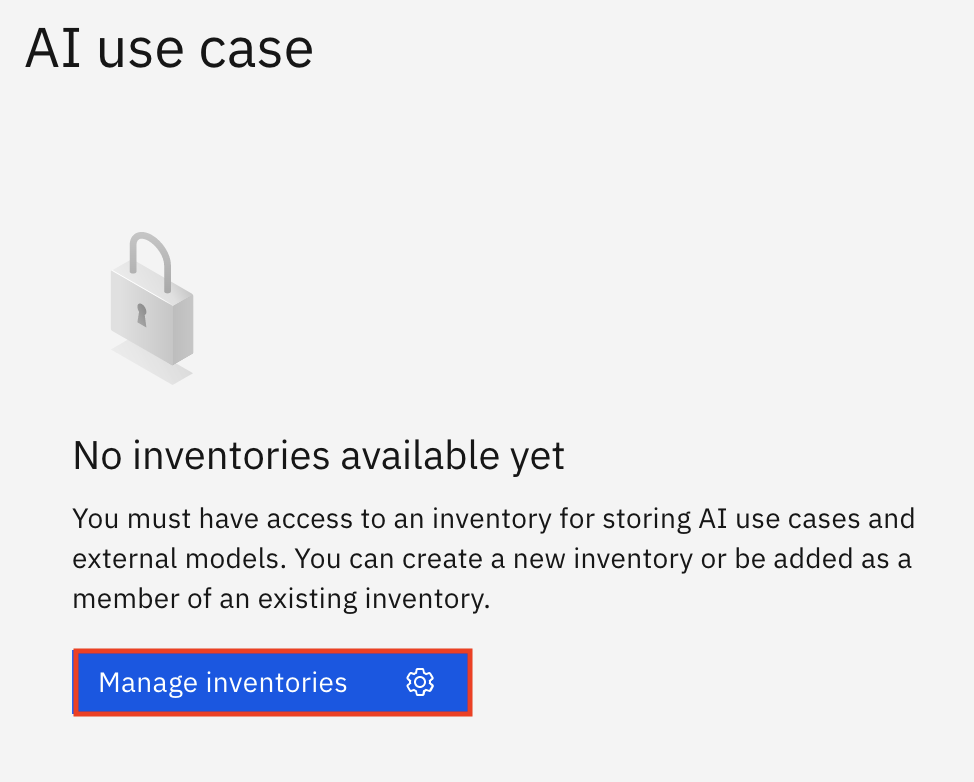 AI use case
No inventories available yet
You must have access to an inventory for storing AI use cases and
external models. You can create a new inventory or be added as a
member of an existing inventory.
Manage inventories